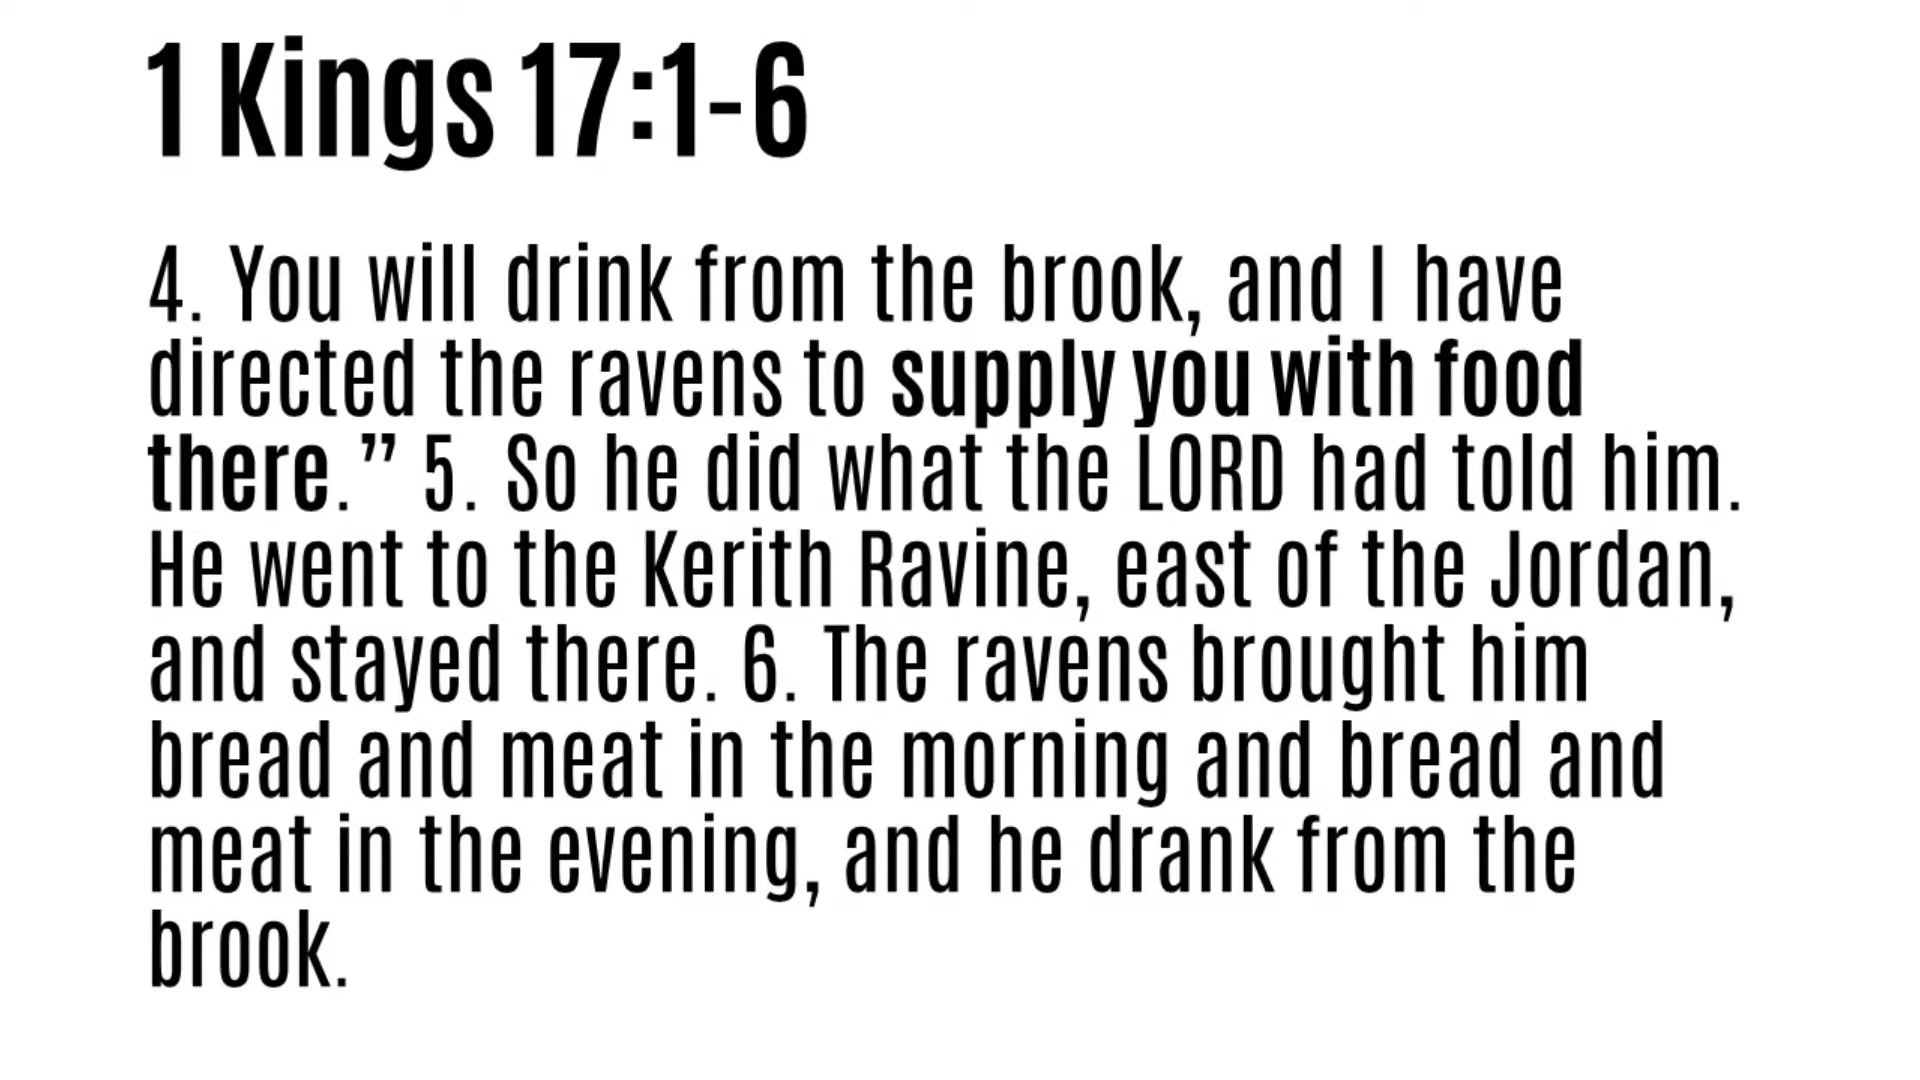 1 Kings 17:1-6
4. You will drink from the brook, and I have
directed the ravens to supply you with food
there.” 5. So he did what the LORD had told him.
He went to the Kerith Ravine, east of the Jordan,
and stayed there. 6. The ravens brought him
bread and meat in the morning and bread and
meat in the evening, and he drank from the
brook.